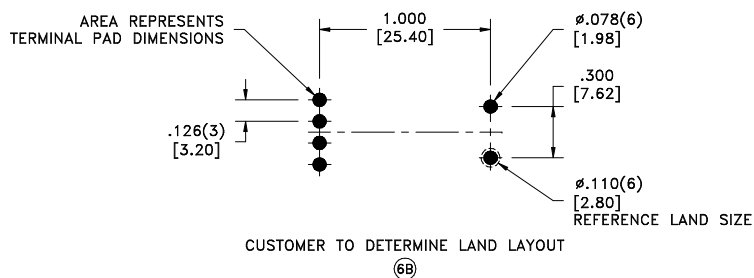 AREA REPRESENTS
TERMINAL PAD DIMENSIONS
1.000
[25.40]
ø.078(6)
[1.98]
.300
[7.62]
.126(3)
[3.20]
ø.110(6)
[2.80]
REFERENCE LAND SIZE
CUSTOMER TO DETERMINE LAND LAYOUT
6B